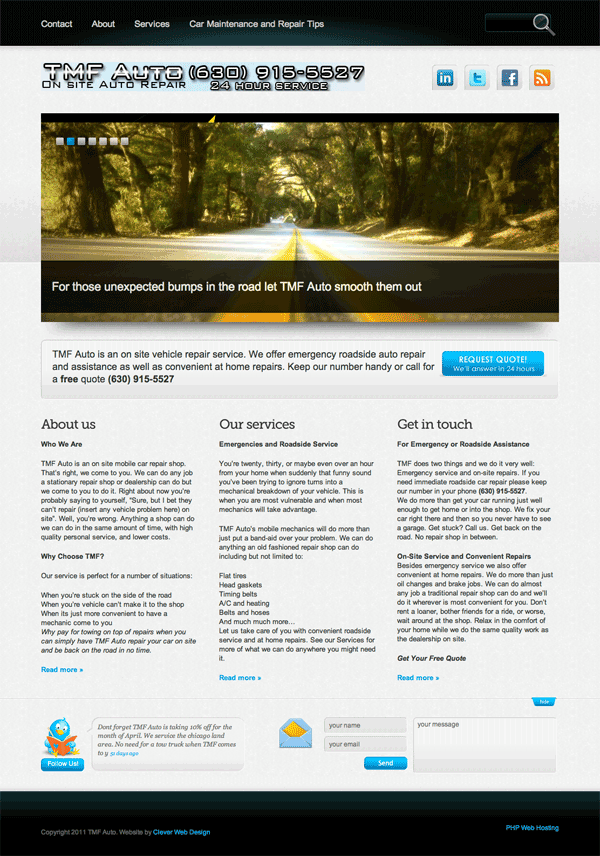 Contact About Services Car Maintenance and Repair Tips
TMF Auto (630) 915-5527
On site Auto Repair 24 hour service
For those unexpected bumps in the road let TMF Auto smooth them out
TMF Auto is an on site vehicle repair service. We offer emergency roadside auto repair
and assistance as well as convenient at home repairs. Keep our number handy or call for
a free quote (630) 915-5527
REQUEST QUOTE!
We'll answer in 24 hours
About us
Who We Are
TMF Auto is an on site mobile car repair shop.
That's right, we come to you. We can do any job
a stationary repair shop or dealership can do but
we come to you to do it. Right about now you're
probably saying to yourself, "Sure, but I bet they
can't repair (insert any vehicle problem here) on
site". Well, you're wrong. Anything a shop can do
we can do in the same amount of time, with high
quality personal service, and lower costs.
Why Choose TMF?
Our service is perfect for a number of situations:
When you're stuck on the side of the road
When you're vehicle can't make it to the shop
When its just more convenient to have a
mechanic come to you
Why pay for towing on top of repairs when you
can simply have TMF Auto repair your car on site
and be back on the road in no time.
Read more »
Our services
Emergencies and Roadside Service
You're twenty, thirty, or maybe even over an hour
from your home when suddenly that funny sound
you've been trying to ignore turns into a
mechanical breakdown of your vehicle. This is
when you are most vulnerable and when most
mechanics will take advantage.
TMF Auto's mobile mechanics will do more than
just put a band-aid over your problem. We can do
anything an old fashioned repair shop can do
including but not limited to:
Flat tires
Head gaskets
Timing belts
A/C and heating
Belts and hoses
And much much more…
Let us take care of you with convenient roadside
service and at home repairs. See our Services for
more of what we can do anywhere you might need
it.
Read more »
Get in touch
For Emergency or Roadside Assistance
TMF does two things and we do it very well:
Emergency service and on-site repairs. If you
need immediate roadside car repair please keep
our number in your phone (630) 915-5527.
We do more than get your car running just well
enough to get home or into the shop. We fix your
car right there and then so you never have to see
a garage. Get stuck? Call us. Get back on the
road. No repair shop in between.
On-Site Service and Convenient Repairs
Besides emergency service we also offer
convenient at home repairs. We do more than just
oil changes and brake jobs. We can do almost
any job a traditional repair shop can do and we'll
do it wherever is most convenient for you. Don't
rent a loaner, bother friends for a ride, or worse,
wait around at the shop. Relax in the comfort of
your home while we do the same quality work as
the dealership on site.
Get Your Free Quote
Read more »
hide
Dont forget TMF Auto is taking 10% off for the
month of April. We service the chicago land
area. No need for a tow truck when TMF comes
to y 51 days ago
Follow Us!
your name
your email
Send
your message
Copyright 2011 TMF Auto. Website by Clever Web Design
PHP Web Hosting